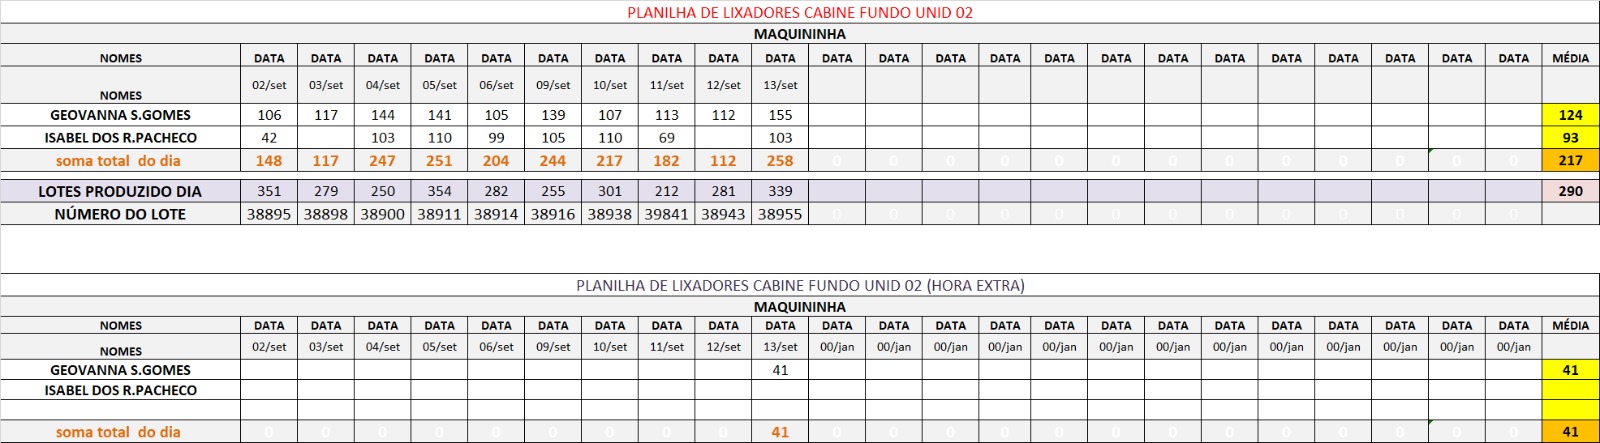 PLANILHA DE LIXADORES CABINE FUNDO UNID 02
MAQUININHA
NOMES DATA DATA DATA DATA DATA DATA DATA DATA DATA DATA DATA DATA DATA DATA DATA DATA DATA DATA DATA DATA DATA DATA DATA MÉDIA
NOMES 02/set 03/set 04/set 05/set 06/set 09/set 10/set 11/set 12/set 13/set
GEOVANNA S.GOMES 106 117 144 141 105 139 107 113 112 155 124
ISABEL DOS R.PACHECO 42 103 110 99 105 110 69 103 93
soma total do dia 148 117 247 251 204 244 217 182 112 258 0 0 0 0 0 0 0 0 0 0 0 0 0 217
LOTES PRODUZIDO DIA 351 279 250 354 282 255 301 212 281 339 290
NÚMERO DO LOTE 38895 38898 38900 38911 38914 38916 38938 39841 38943 38955 0 0 0 0 0 0 0 0 0 0 0 0 0
PLANILHA DE LIXADORES CABINE FUNDO UNID 02 (HORA EXTRA)
MAQUININHA
NOMES DATA DATA DATA DATA DATA DATA DATA DATA DATA DATA DATA DATA DATA DATA DATA DATA DATA DATA DATA DATA DATA DATA DATA MÉDIA
NOMES 02/set 03/set 04/set 05/set 06/set 09/set 10/set 11/set 12/set 13/set 00/jan 00/jan 00/jan 00/jan 00/jan 00/jan 00/jan 00/jan 00/jan 00/jan 00/jan 00/jan 00/jan
GEOVANNA S.GOMES 41 41
ISABEL DOS R.PACHECO
soma total do dia 0 0 0 0 0 0 0 0 0 41 0 0 0 0 0 0 0 0 0 0 0 0 0 41